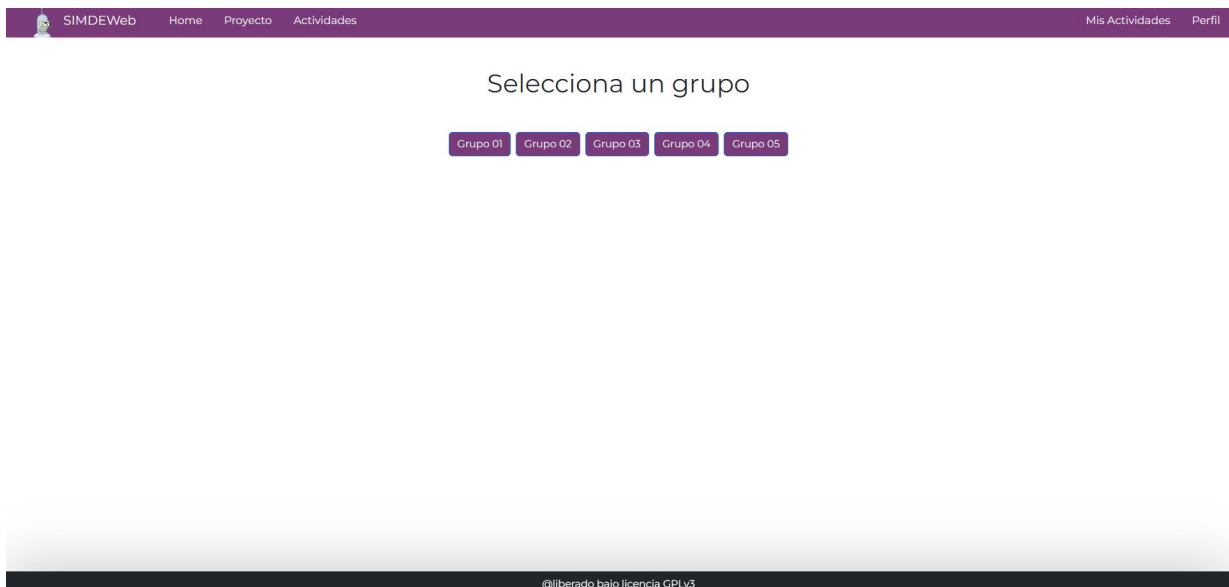 SIMDEWeb Home Proyecto Actividades Mis Actividades Perfil
Selecciona un grupo
Grupo 01 Grupo 02 Grupo 03 Grupo 04 Grupo 05
@liberado bajo licencia GPLv3